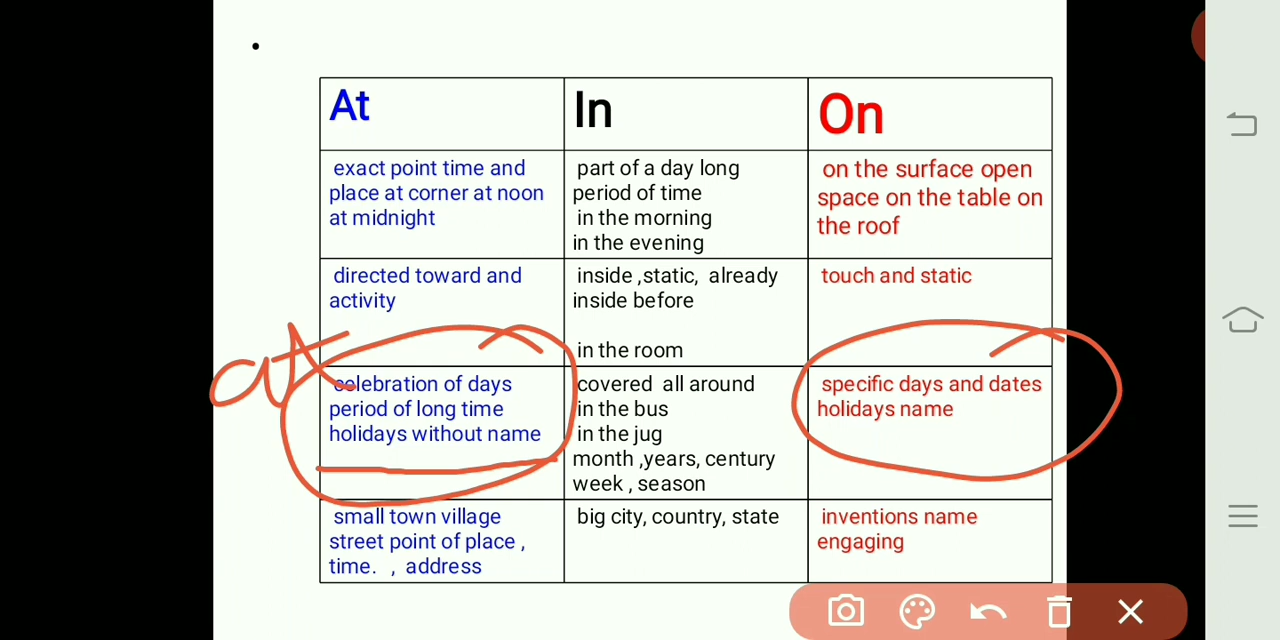 At
In
On
exact point time and
place at corner at noon
at midnight
part of a day long
period of time
in the morning
in the evening
on the surface open
space on the table on
the roof
directed toward and
activity
inside ,static, already
inside before
in the room
touch and static
at
celebration of days
period of long time
holidays without name
covered all around
in the bus
in the jug
month ,years, century
week , season
specific days and dates
holidays name
small town village
street point of place ,
time. , address
big city, country, state
inventions name
engaging